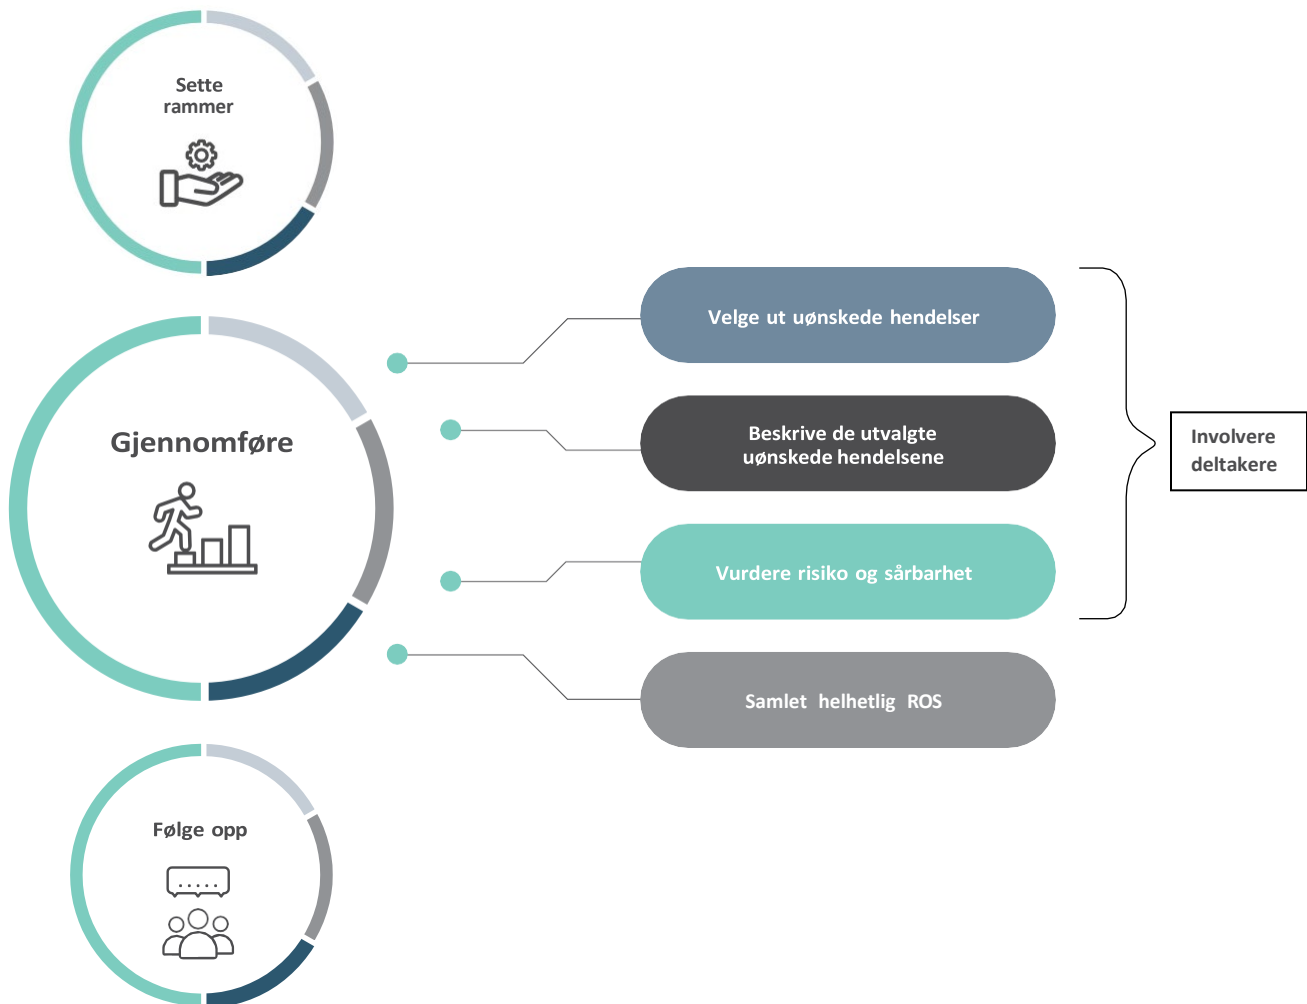 Sette
rammer
Gjennomføre
Velge ut uønskede hendelser
Beskrive de utvalgte
uønskede hendelsene
Vurdere risiko og sårbarhet
Samlet helhetlig ROS
Involvere
deltakere
Følge opp